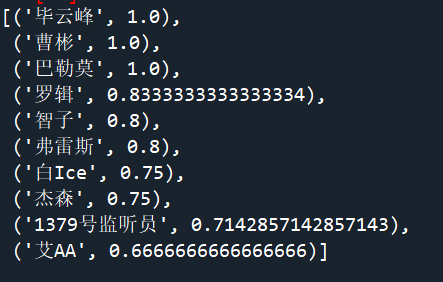 [('毕云峰', 1.0),
('曹彬', 1.0),
('巴勒莫', 1.0),
('罗辑', 0.8333333333333334),
('智子', 0.8),
('弗雷斯', 0.8),
('白Ice', 0.75),
('杰森', 0.75),
('1379号监听员', 0.7142857142857143),
('艾AA', 0.6666666666666666)]